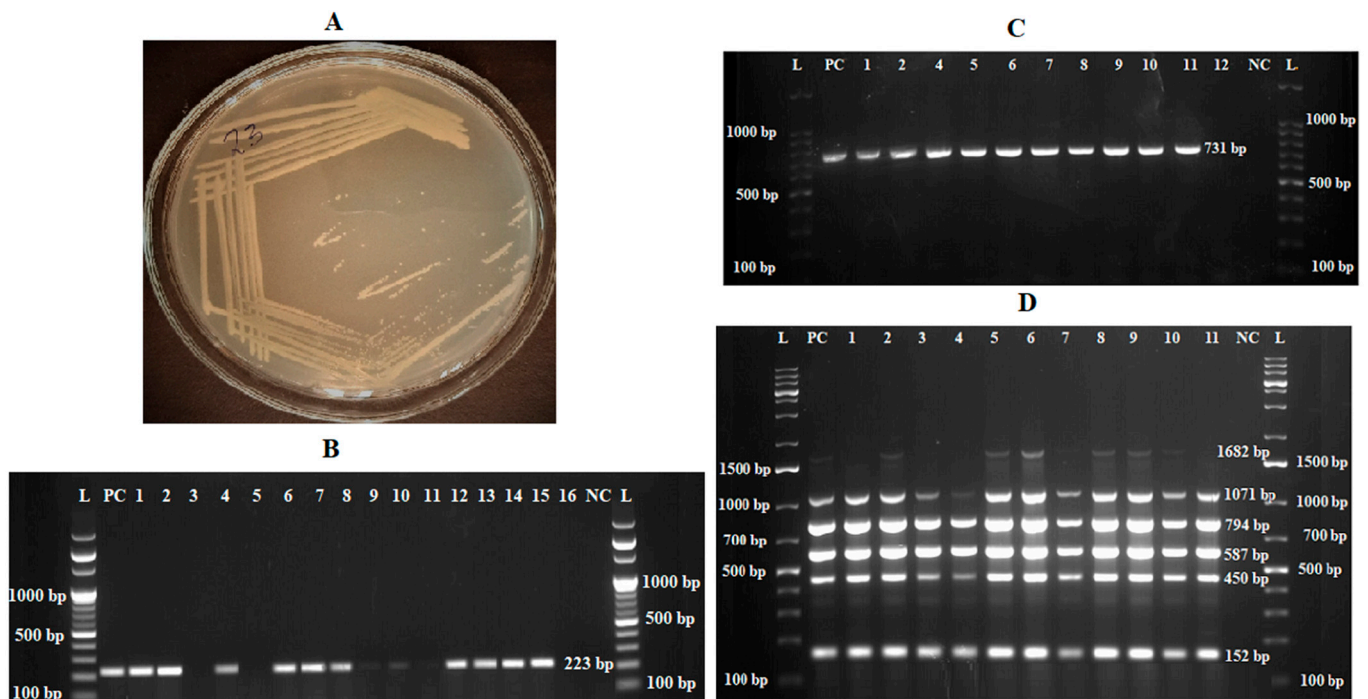 A
23
B
L PC 1 2 3 4 5 6 7 8 9 10 11 12 13 14 15 16 NC L
1000 bp 1000 bp
500 bp 500 bp
223 bp
100 bp 100 bp
C
L PC 1 2 4 5 6 7 8 9 10 11 12 NC L
1000 bp 1000 bp
731 bp
500 bp 500 bp
100 bp 100 bp
D
L PC 1 2 3 4 5 6 7 8 9 10 11 NC L
1682 bp
1500 bp 1500 bp
1071 bp
1000 bp 1000 bp
794 bp
700 bp 700 bp
587 bp
500 bp 500 bp
450 bp
152 bp
100 bp 100 bp